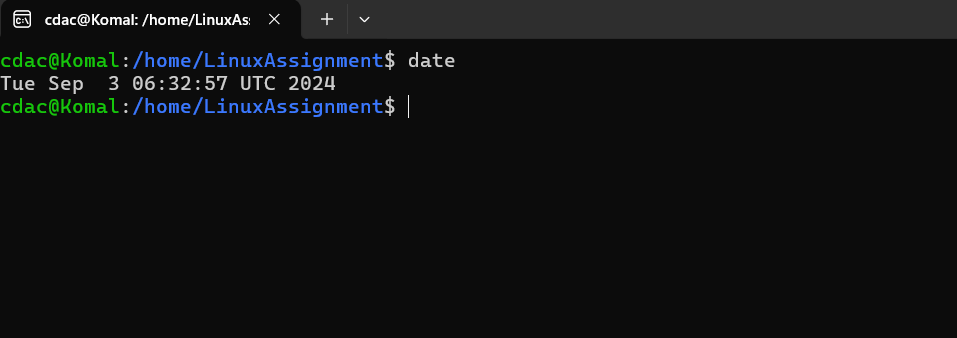 cdac@Komal: /home/LinuxAs
cdac@Komal:/home/LinuxAssignment$ date
Tue Sep  3 06:32:57 UTC 2024
cdac@Komal:/home/LinuxAssignment$